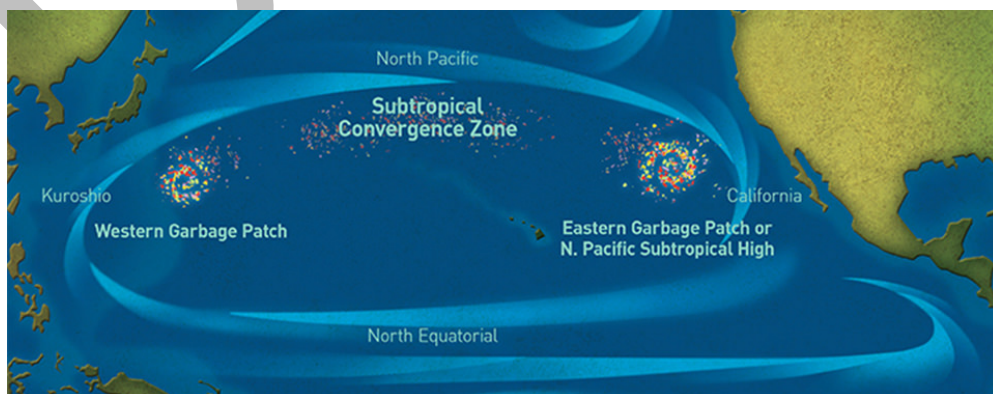 North Pacific
Subtropical
Convergence Zone
Kuroshio
California
Western Garbage Patch
Eastern Garbage Patch or
N. Pacific Subtropical High
North Equatorial